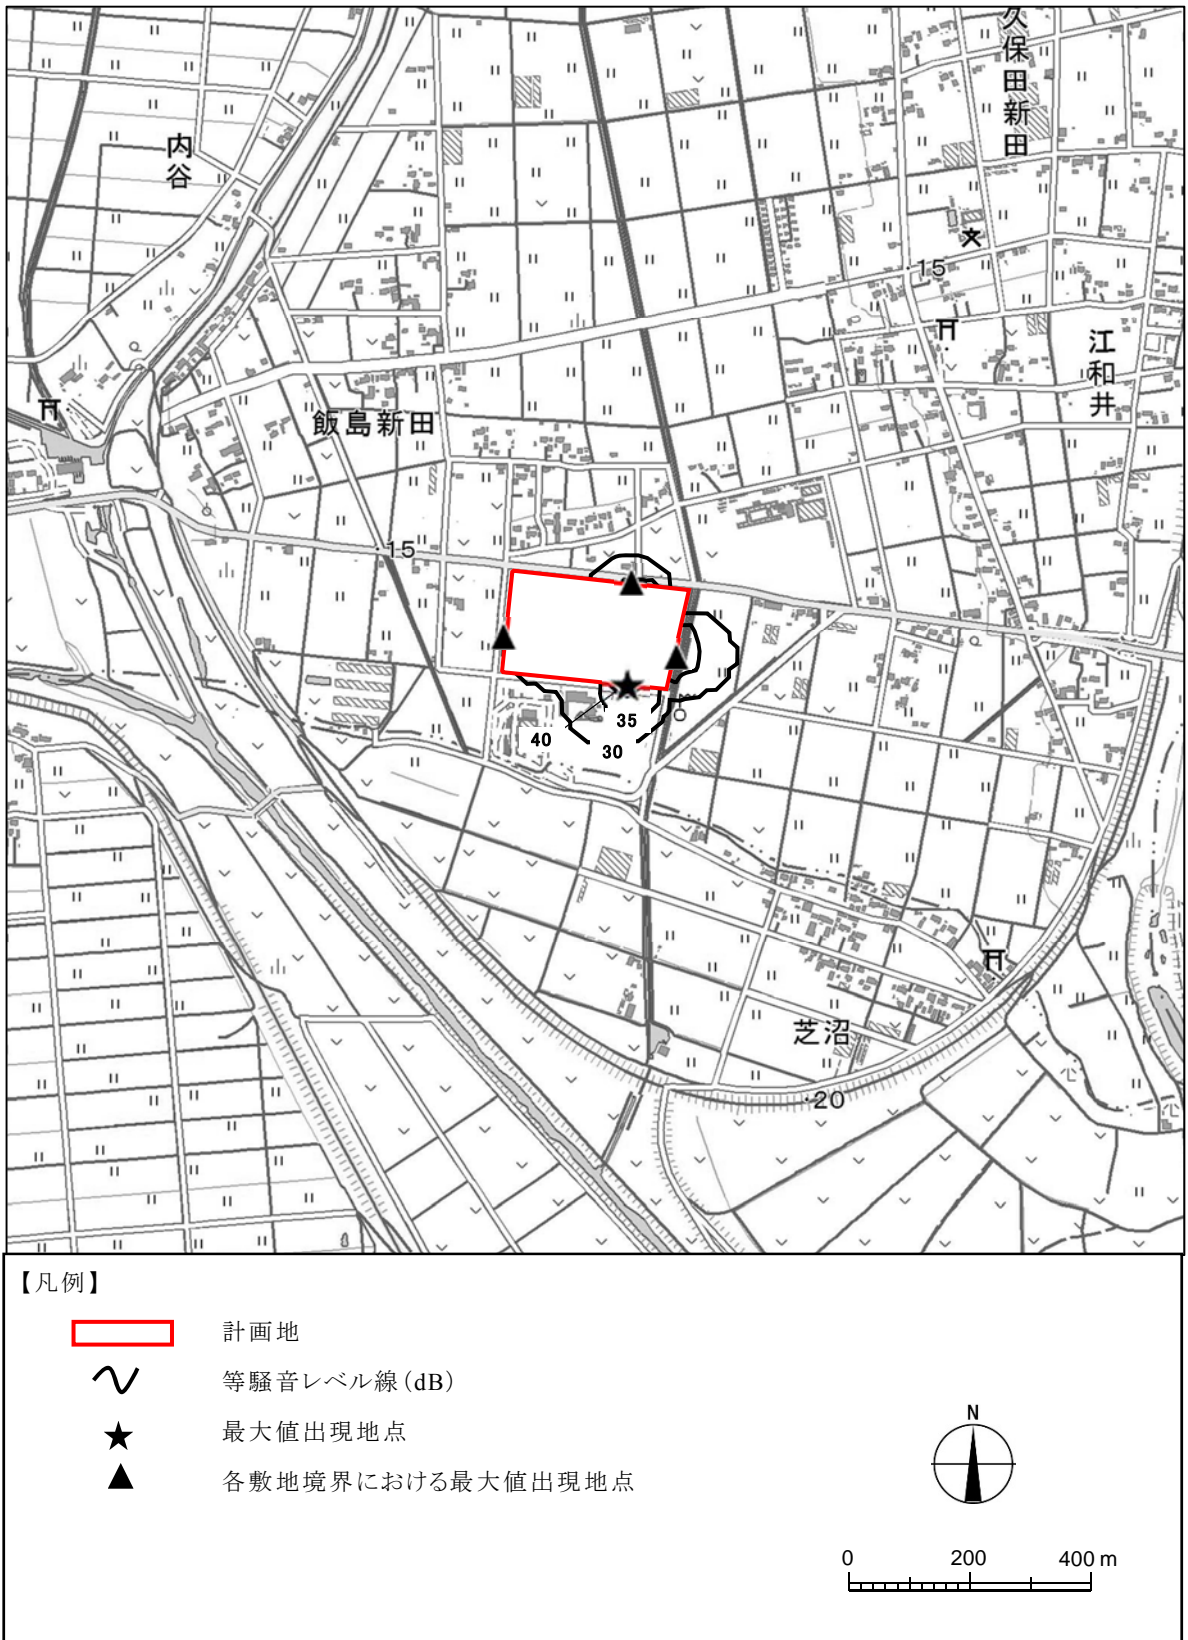 久保田新田
内谷
15
江和井
飯島新田
15
35
40
30
芝沼
20
【凡例】
計画地
等騒音レベル線(dB)
最大値出現地点
各敷地境界における最大値出現地点
N
0 200 400 m